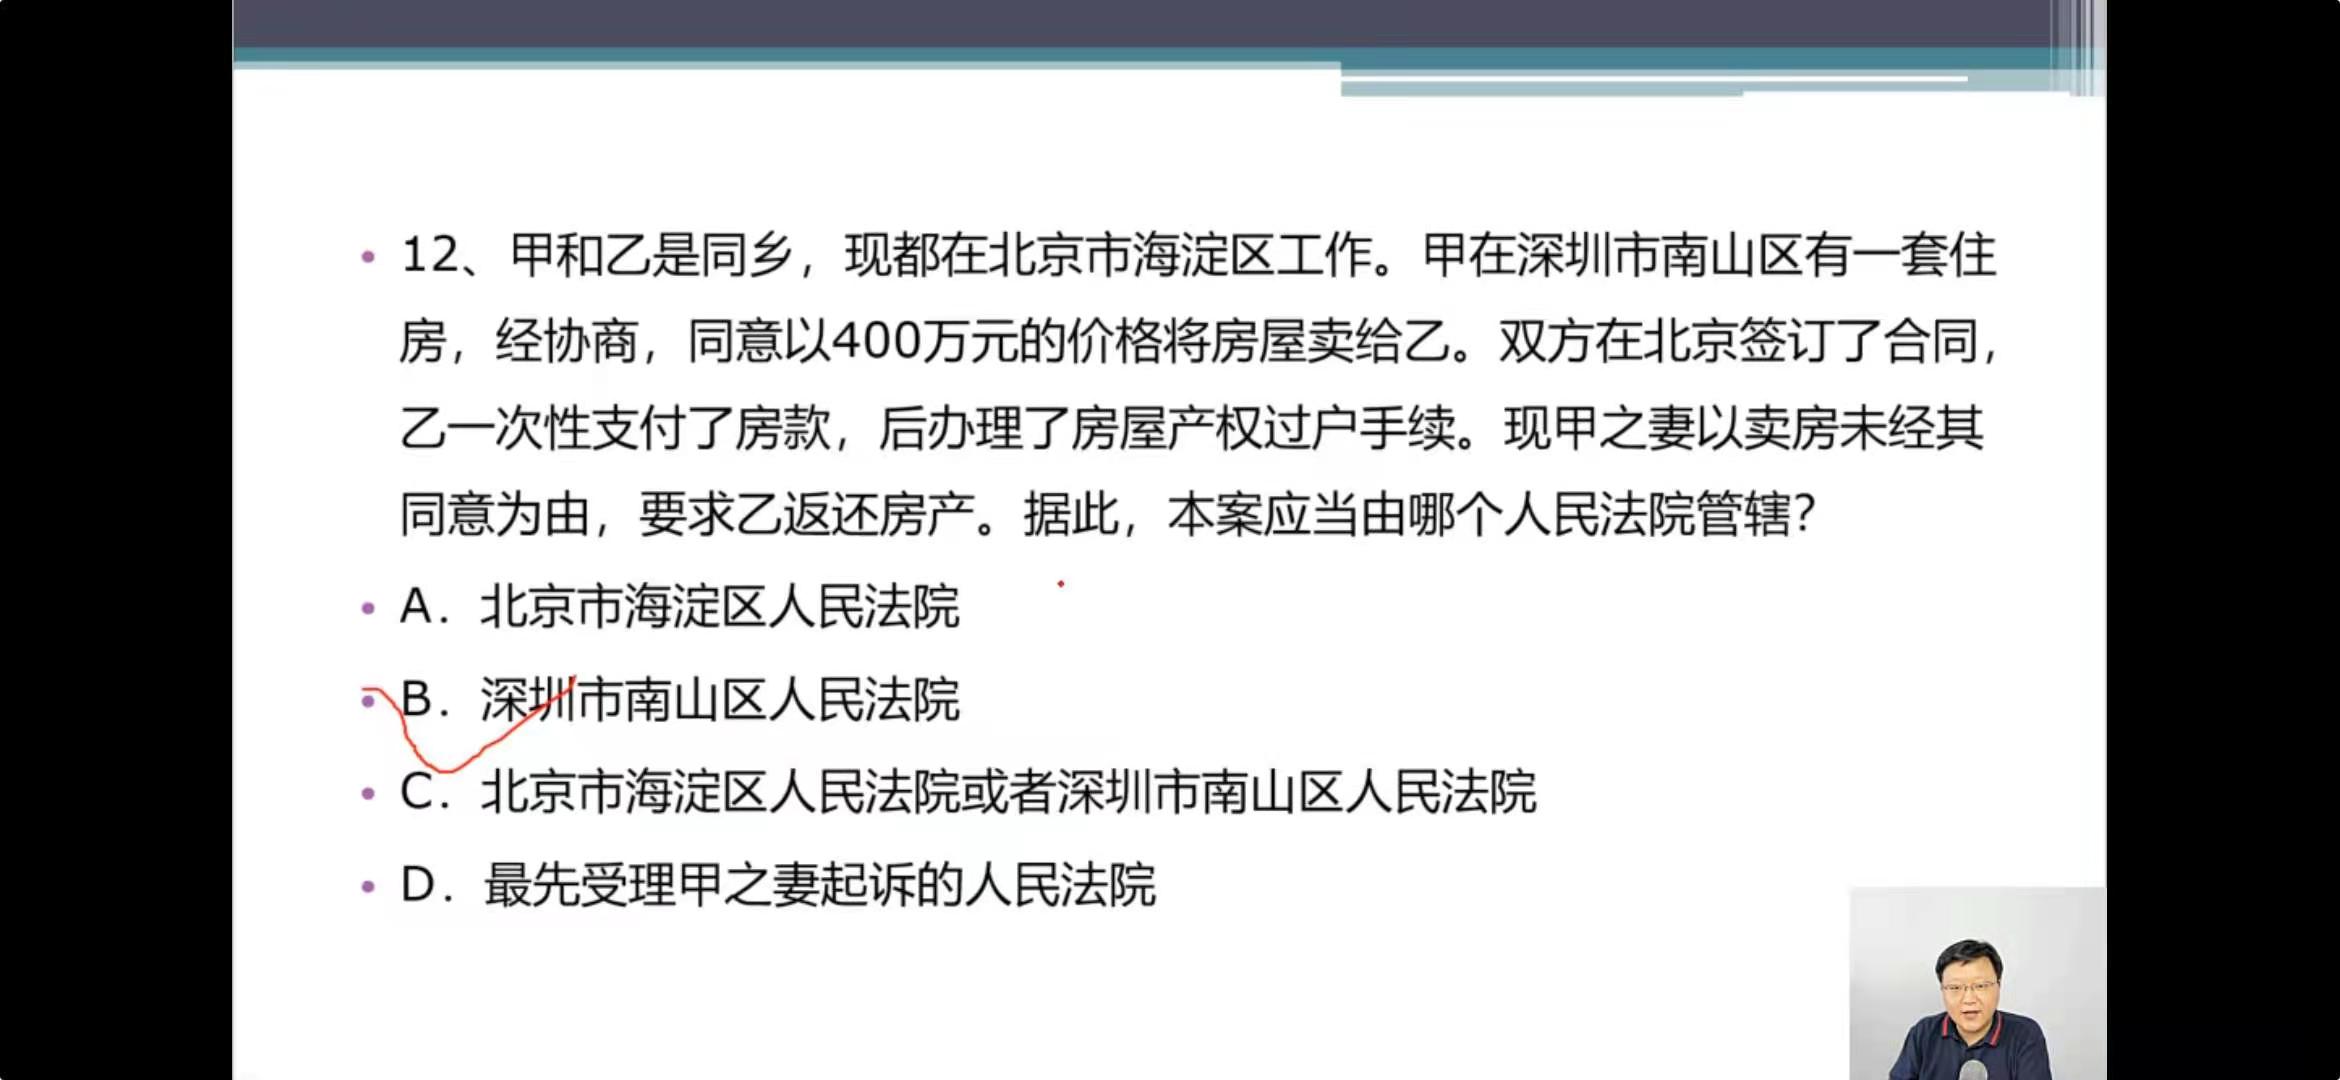 12、甲和乙是同乡，现都在北京市海淀区工作。甲在深圳市南山区有一套住
房，经协商，同意以400万元的价格将房屋卖给乙。双方在北京签订了合同，
乙一次性支付了房款，后办理了房屋产权过户手续。现甲之妻以卖房未经其
同意为由，要求乙返还房产。据此，本案应当由哪个人民法院管辖？
A．北京市海淀区人民法院
B．深圳市南山区人民法院
C．北京市海淀区人民法院或者深圳市南山区人民法院
D．最先受理甲之妻起诉的人民法院